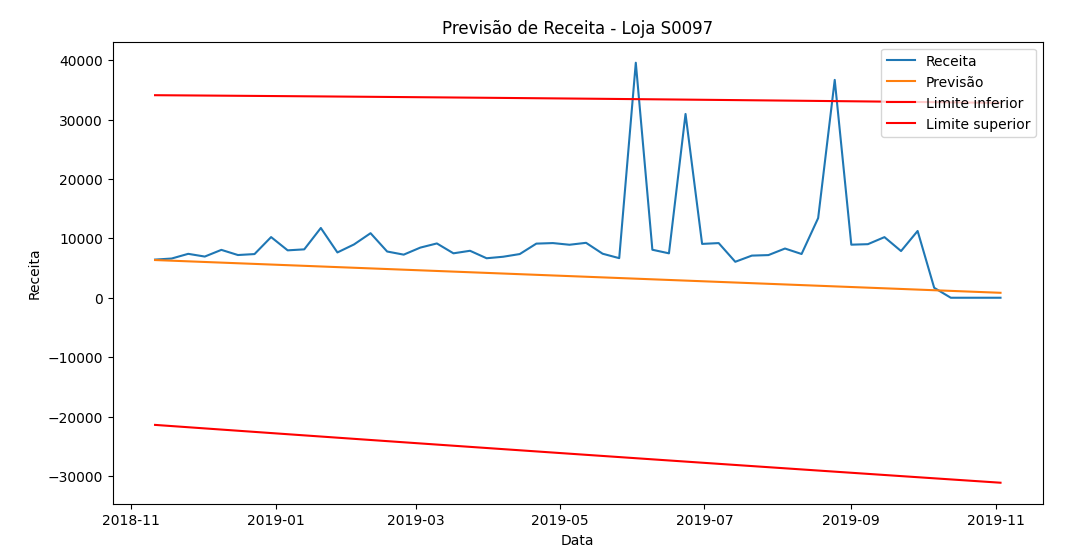 Previsão de Receita - Loja S0097
Receita
Previsão
Limite inferior
Limite superior
40000
30000
20000
10000
0
−10000
−20000
−30000
Receita
2018-11
2019-01
2019-03
2019-05
2019-07
2019-09
2019-11
Data